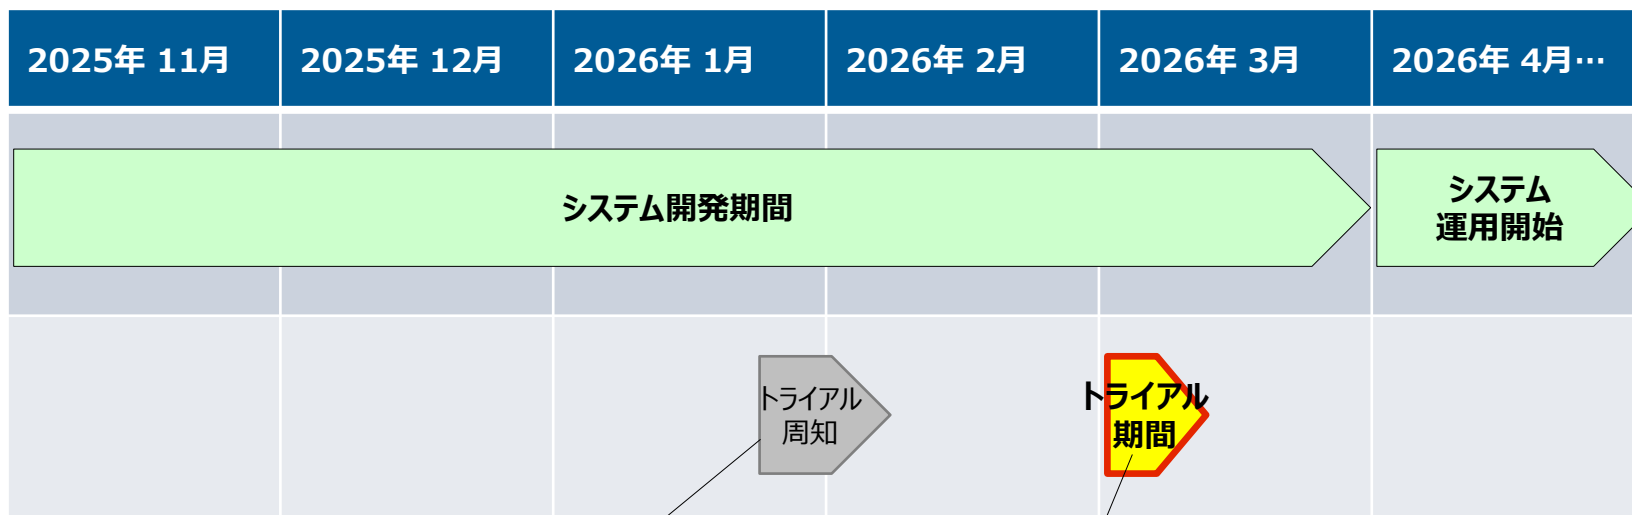 2025年 11月
2025年 12月
2026年 1月
2026年 2月
2026年 3月
2026年 4月…
システム開発期間
システム
運用開始
トライアル
周知
トライアル
期間